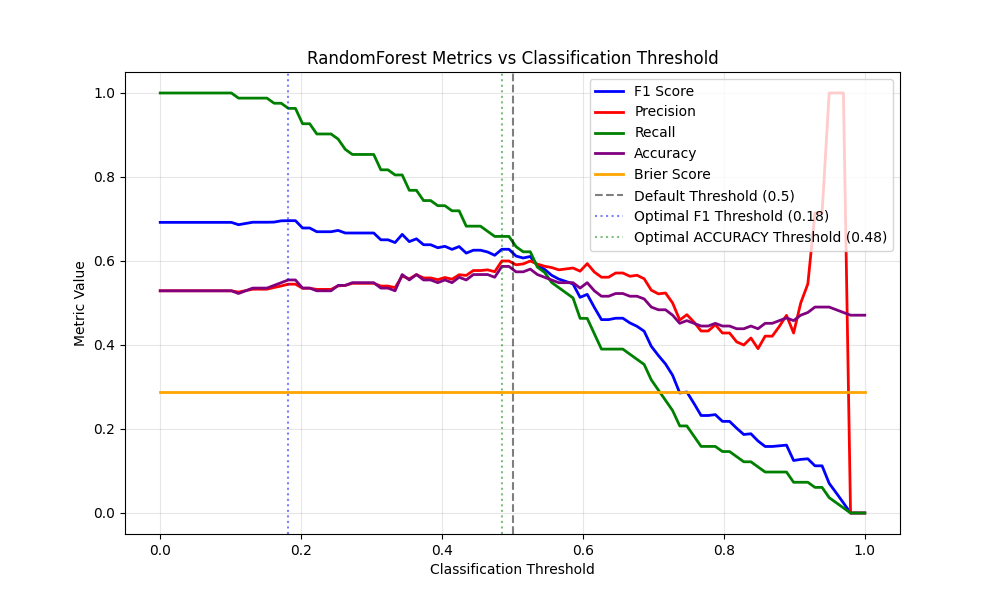 RandomForest Metrics vs Classification Threshold
F1 Score
Precision
Recall
Accuracy
Brier Score
Default Threshold (0.5)
Optimal F1 Threshold (0.18)
Optimal ACCURACY Threshold (0.48)
Metric Value
1.0
0.8
0.6
0.4
0.2
0.0
0.0 0.2 0.4 0.6 0.8 1.0
Classification Threshold